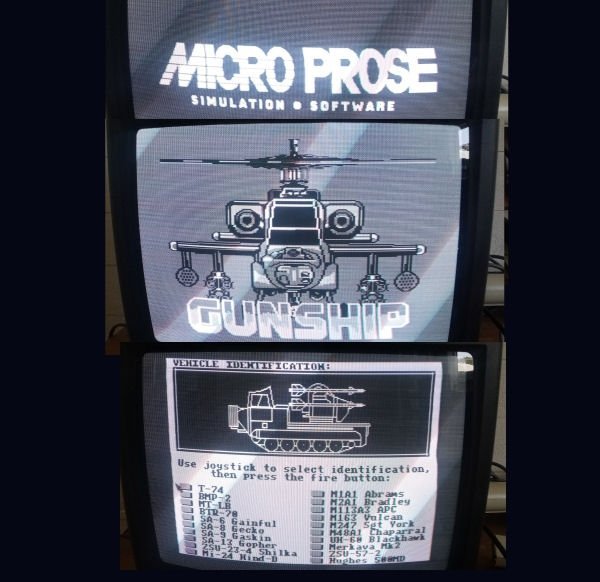 MICRO PROSE
SIMULATION • SOFTWARE
GUNSHIP
VEHICLE IDENTIFICATION:
Use joystick to select identification,
then press the fire button:
T-74
BMP-2
MT-LB
BTR-70
SA-6 Gainful
SA-8 Gecko
SA-9 Gaskin
SA-13 Gopher
ZSU-23-4 Shilka
Mi-24 Hind-D
M1A1 Abrams
M2A1 Bradley
M113A3 APC
M163 Vulcan
M247 Sgt York
M48A1 Chaparral
UH-60 Blackhawk
Merkava Mk2
ZSU-57-2
Hughes 500MD